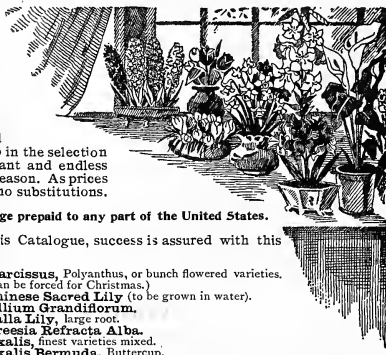 in the selection
ant and endless
eason. As prices
no substitutions.
ge prepaid to any part of the United States.
is Catalogue, success is assured with this
arcissus, Polyanthus, or bunch flowered varieties.
an be forced for Christmas.)
hinese Sacred Lily (to be grown in water).
llium Grandiflorum.
alla Lily, large root.
reesia Refracta Alba.
xalis, finest varieties mixed.
xalis Bermuda, Buttercup.